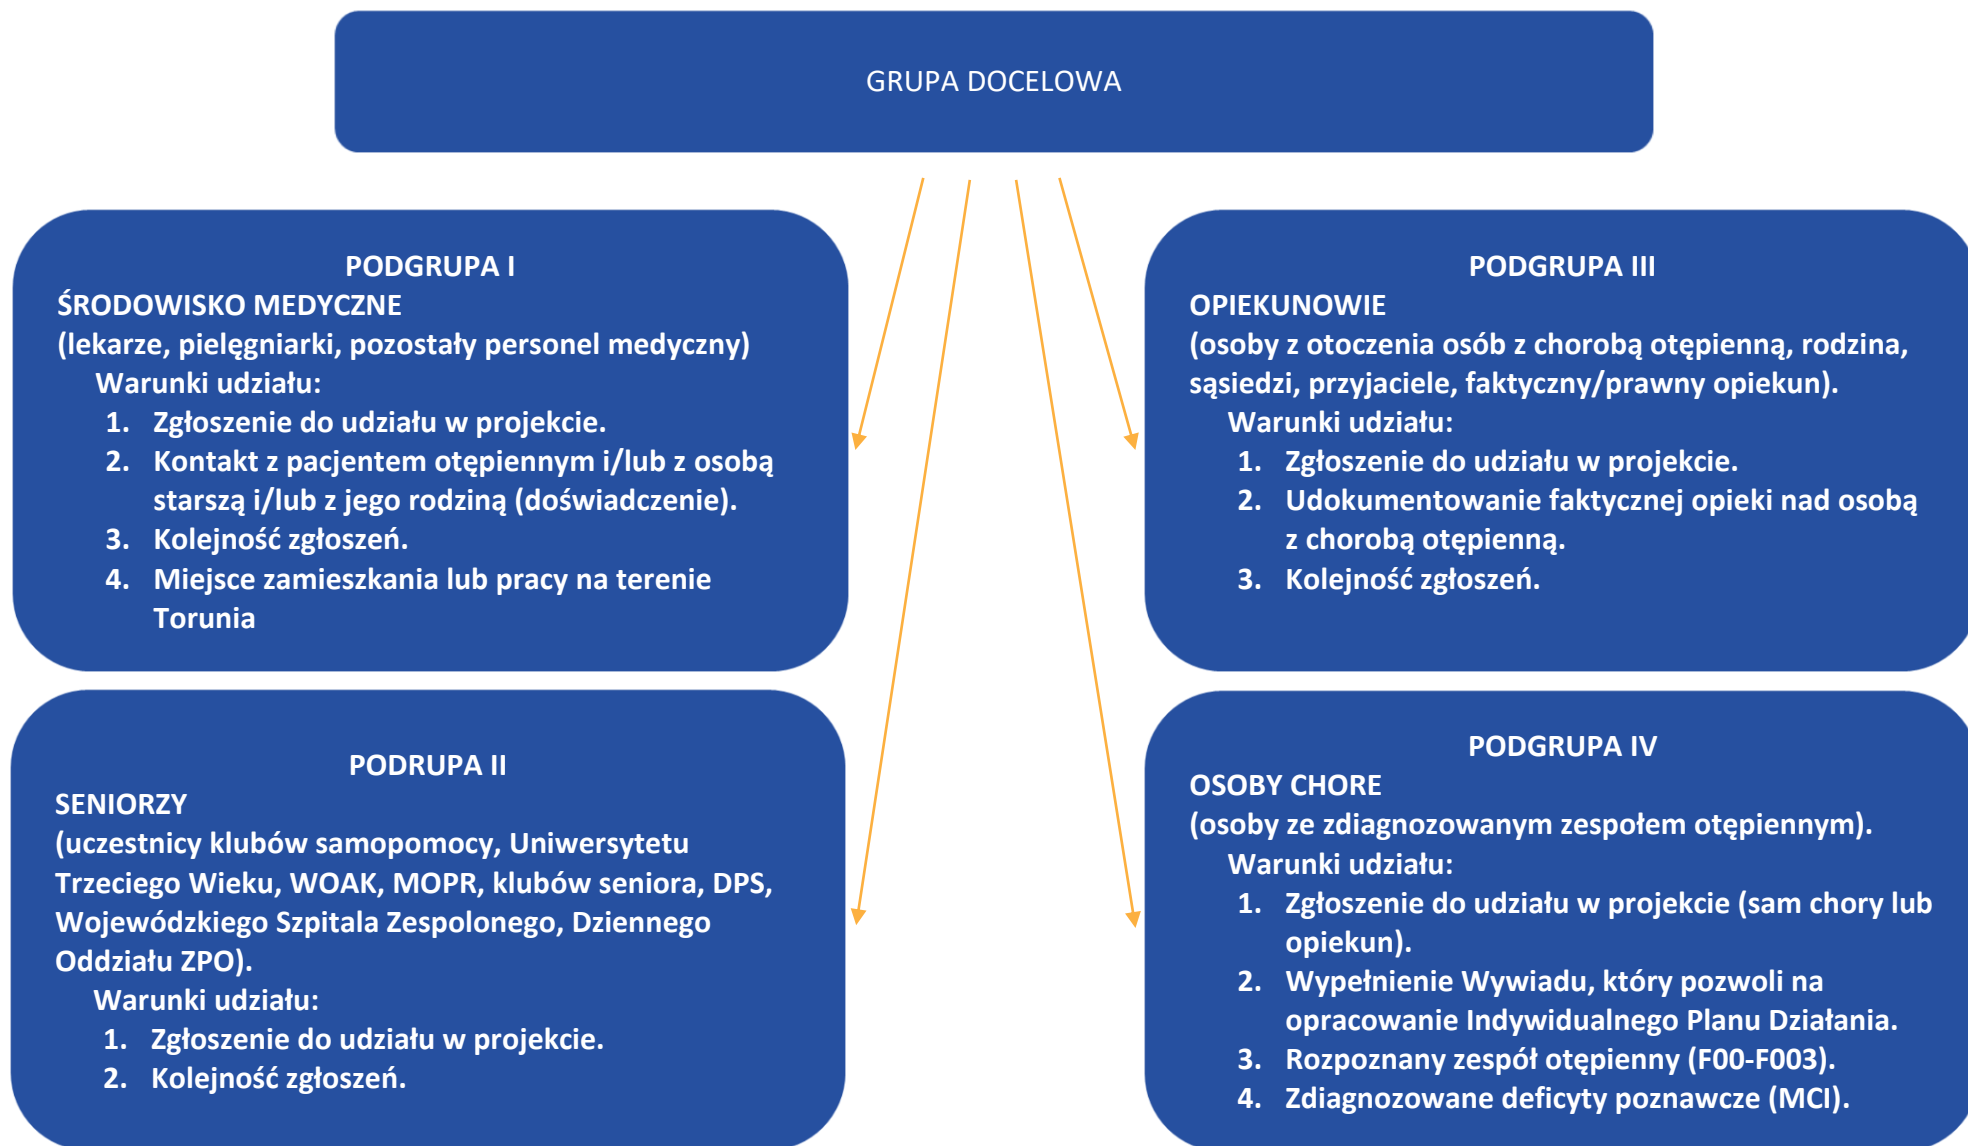 GRUPA DOCELOWA
PODGRUPA I
ŚRODOWISKO MEDYCZNE
(lekarze, pielęgniarki, pozostały personel medyczny)
Warunki udziału:
1. Zgłoszenie do udziału w projekcie.
2. Kontakt z pacjentem otępiennym i/lub z osobą
starszą i/lub z jego rodziną (doświadczenie).
3. Kolejność zgłoszeń.
4. Miejsce zamieszkania lub pracy na terenie
Torunia
PODRUPA II
SENIORZY
(uczestnicy klubów samopomocy, Uniwersytetu
Trzeciego Wieku, WOAK, MOPR, klubów seniora, DPS,
Wojewódzkiego Szpitala Zespolonego, Dziennego
Oddziału ZPO).
Warunki udziału:
1. Zgłoszenie do udziału w projekcie.
2. Kolejność zgłoszeń.
PODGRUPA III
OPIEKUNOWIE
(osoby z otoczenia osób z chorobą otępienną, rodzina,
sąsiedzi, przyjaciele, faktyczny/prawny opiekun).
Warunki udziału:
1. Zgłoszenie do udziału w projekcie.
2. Udokumentowanie faktycznej opieki nad osobą
z chorobą otępienną.
3. Kolejność zgłoszeń.
PODGRUPA IV
OSOBY CHORE
(osoby ze zdiagnozowanym zespołem otępiennym).
Warunki udziału:
1. Zgłoszenie do udziału w projekcie (sam chory lub
opiekun).
2. Wypełnienie Wywiadu, który pozwoli na
opracowanie Indywidualnego Planu Działania.
3. Rozpoznany zespół otępienny (F00-F003).
4. Zdiagnozowane deficyty poznawcze (MCI).